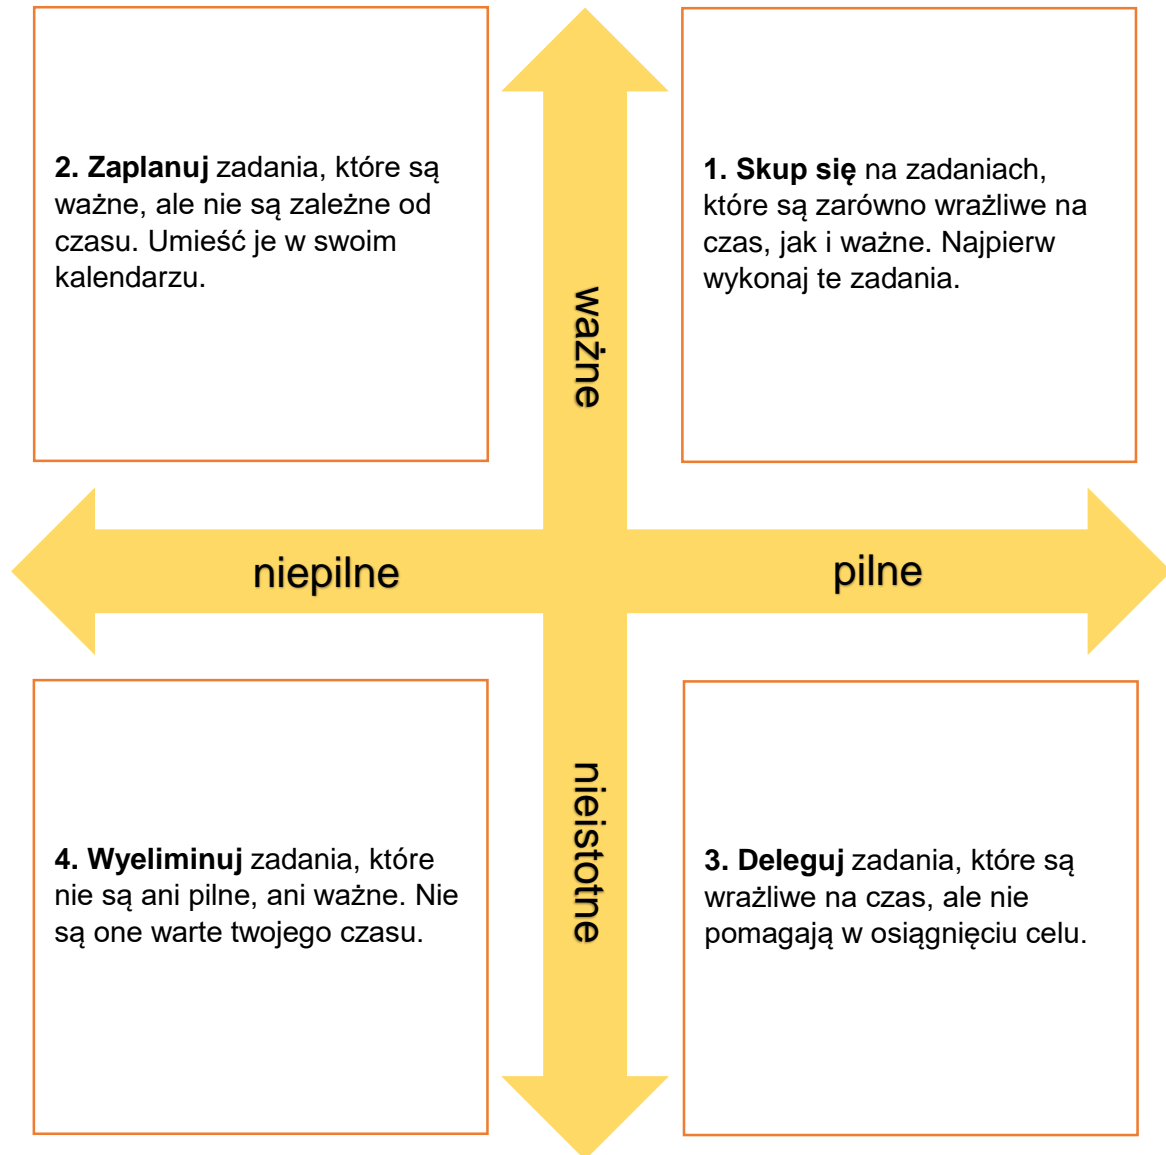 2. Zaplanuj zadania, które są
ważne, ale nie są zależne od
czasu. Umieść je w swoim
kalendarzu.
1. Skup się na zadaniach,
które są zarówno wrażliwe na
czas, jak i ważne. Najpierw
wykonaj te zadania.
ważne
niepilne
pilne
nieistotne
4. Wyeliminuj zadania, które
nie są ani pilne, ani ważne. Nie
są one warte twojego czasu.
3. Deleguj zadania, które są
wrażliwe na czas, ale nie
pomagają w osiągnięciu celu.